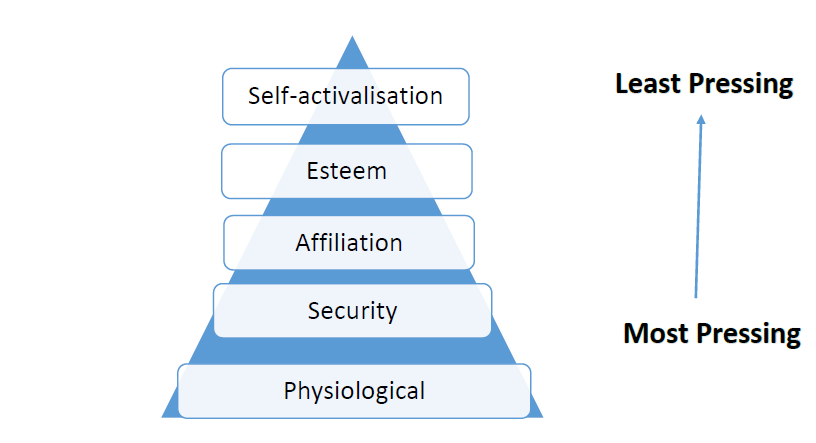 Self-activalisation
Esteem
Affiliation
Security
Physiological
Least Pressing
Most Pressing